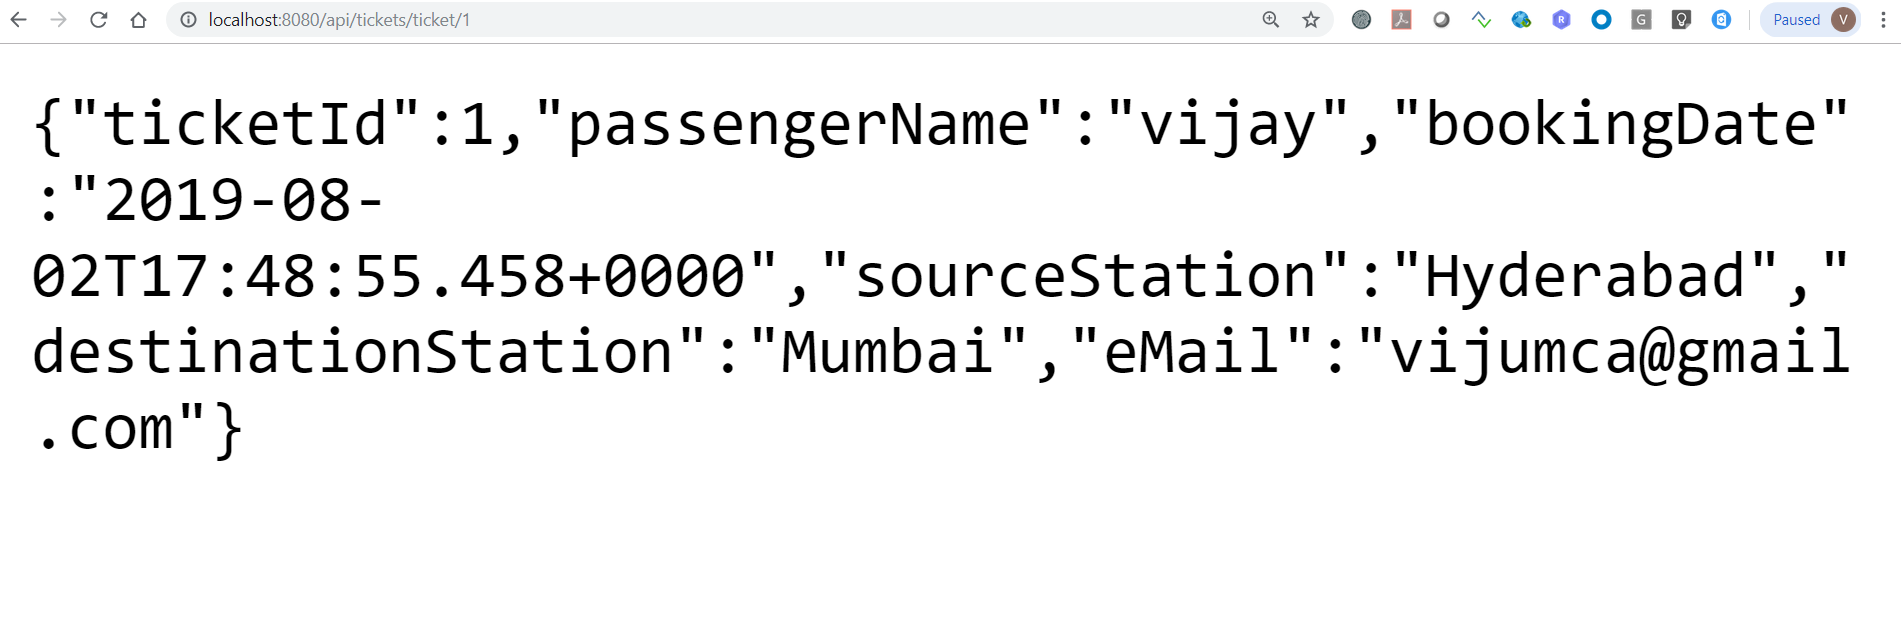 localhost:8080/api/tickets/ticket/1
R
G
Paused
V
{"ticketId":1,"passengerName":"vijay","bookingDate"
:"2019-08-
02T17:48:55.458+0000","sourceStation":"Hyderabad","
destinationStation":"Mumbai","eMail":"vijumca@gmail
.com"}